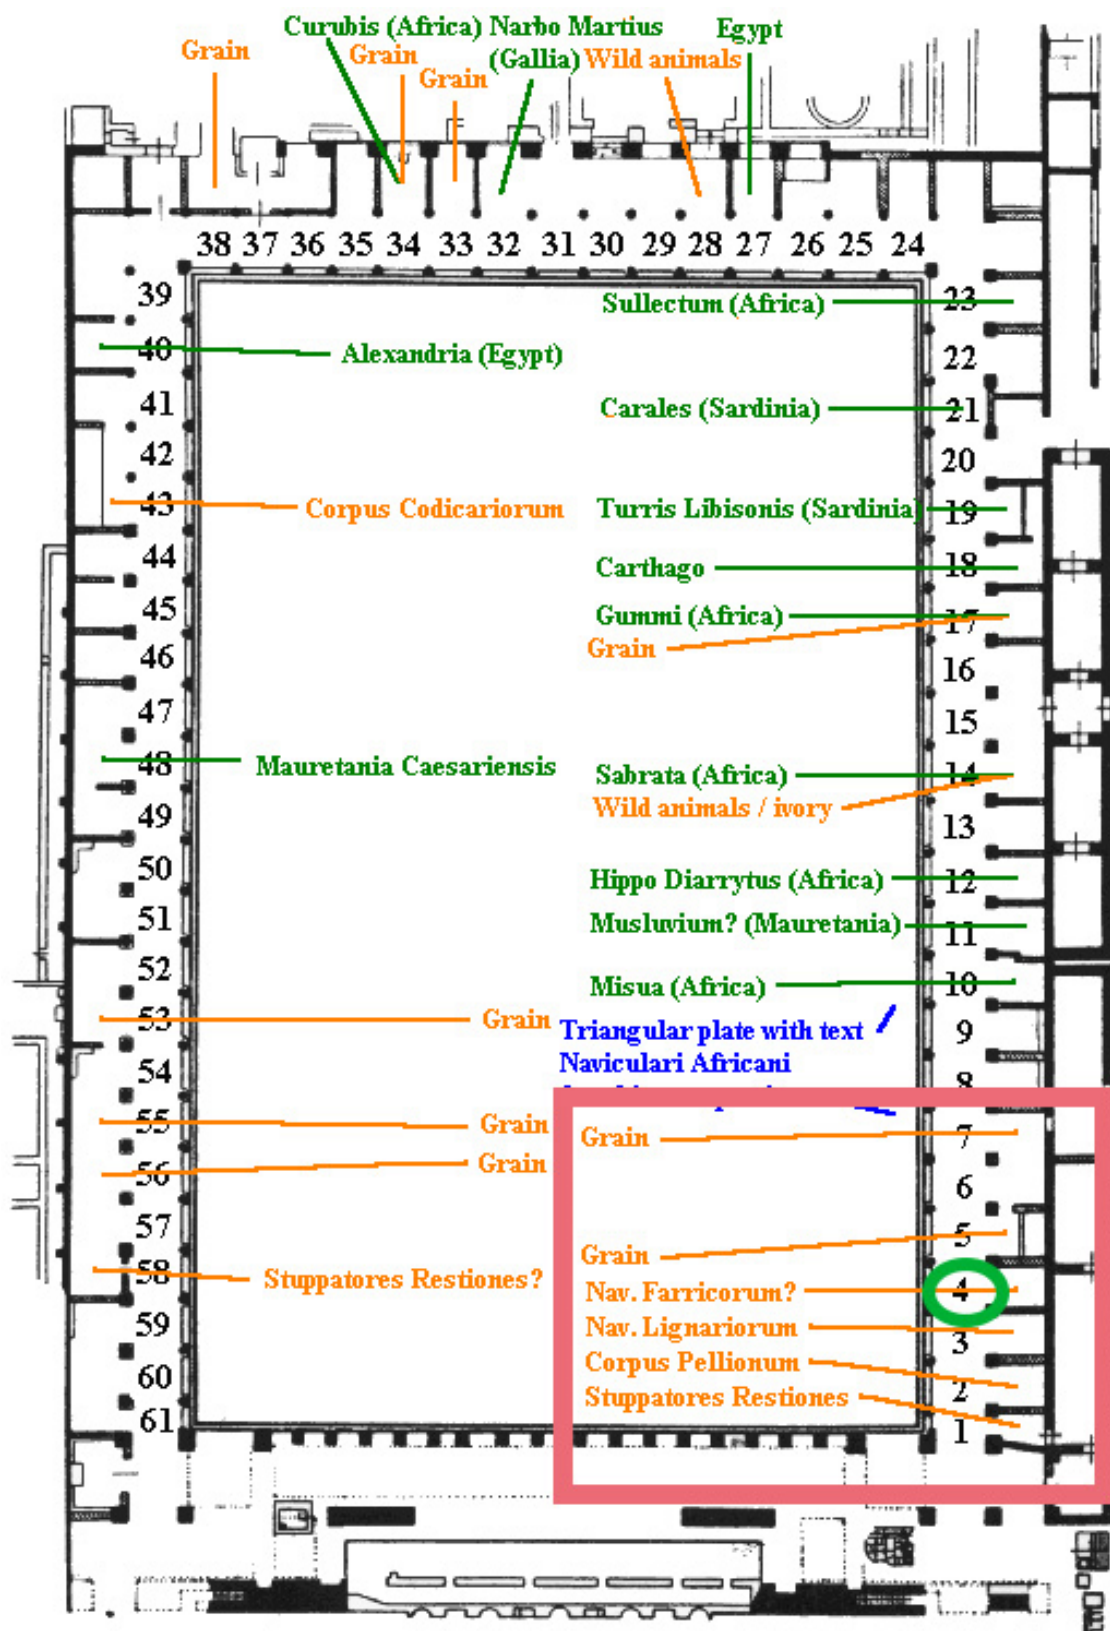 Curubis (Africa) Narbo Martius
Egypt
Grain
Grain
(Gallia)
Wild animals
Grain
38 37 36 35 34 33 32 31 30 29 28 27 26 25 24
39
Sullectum (Africa)
23
40
Alexandria (Egypt)
22
41
Carales (Sardinia)
21
42
20
43
Corpus Codicariorum
Turris Libisonis (Sardinia)
19
44
Carthago
18
45
Gummi (Africa)
17
Grain
46
16
47
15
48
Mauretania Caesariensis
Sabrata (Africa)
14
Wild animals / ivory
49
13
50
Hippo Diarrytus (Africa)
12
51
Musluvium? (Mauretania)
11
52
Misua (Africa)
10
53
Grain
Triangular plate with text
9
Naviculari Africani
54
8
55
Grain
Grain
7
56
Grain
6
57
Grain
5
58
Stuppatores Restiones?
Nav. Farricorum?
4
59
Nav. Lignariorum
3
60
Corpus Pellionum
2
61
Stuppatores Restiones
1